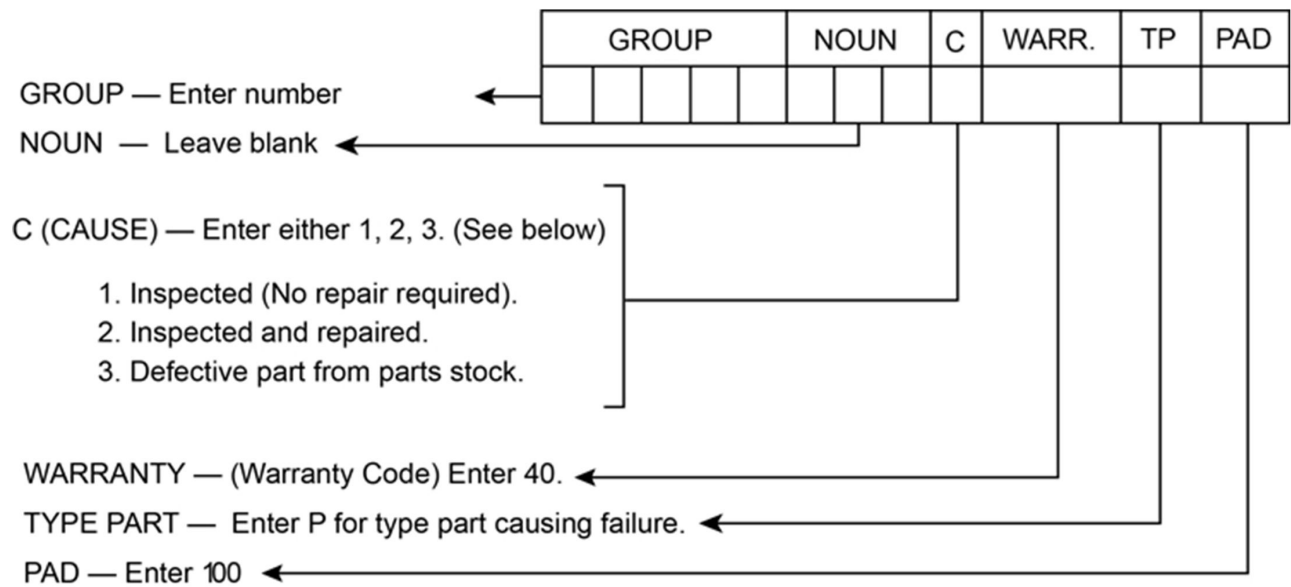 GROUP NOUN C WARR. TP PAD
GROUP — Enter number
NOUN — Leave blank
C (CAUSE) — Enter either 1, 2, 3. (See below)
1. Inspected (No repair required).
2. Inspected and repaired.
3. Defective part from parts stock.
WARRANTY — (Warranty Code) Enter 40.
TYPE PART — Enter P for type part causing failure.
PAD — Enter 100